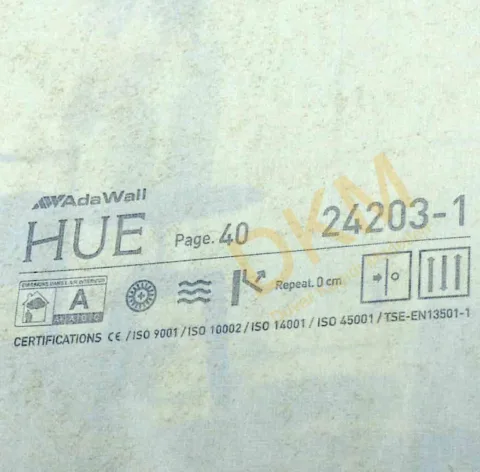 AdaWall
HUE Page. 40 24203-1
A
Repeat. 0 cm
CERTIFICATIONS CE / ISO 9001 / ISO 10002 / ISO 14001 / ISO 45001 / TSE-EN13501-1
DKM